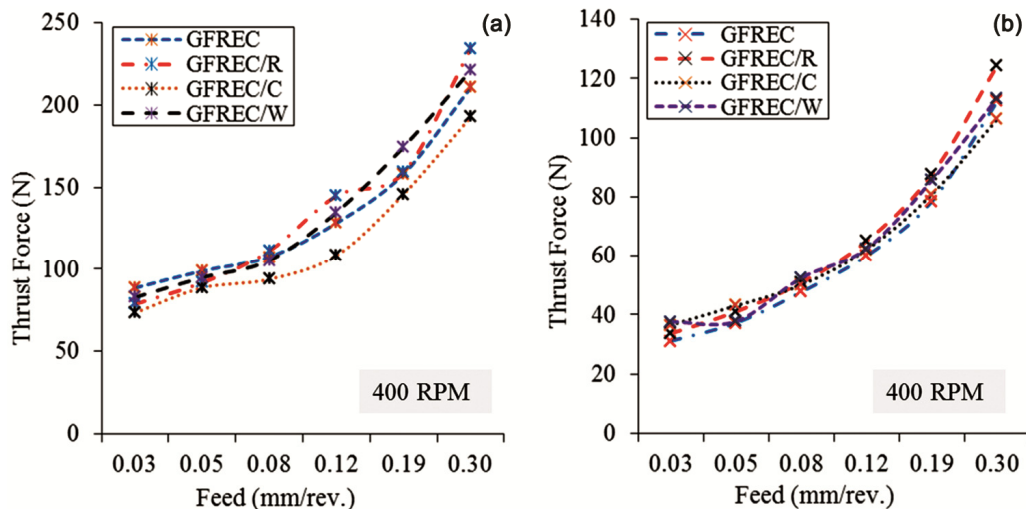 (a)
250
200
150
100
50
0
Thrust Force (N)
GFREC
GFREC/R
GFREC/C
GFREC/W
400 RPM
0.03 0.05 0.08 0.12 0.19 0.30
Feed (mm/rev.)
(b)
140
120
100
80
60
40
20
0
Thrust Force (N)
GFREC
GFREC/R
GFREC/C
GFREC/W
400 RPM
0.03 0.05 0.08 0.12 0.19 0.30
Feed (mm/rev.)